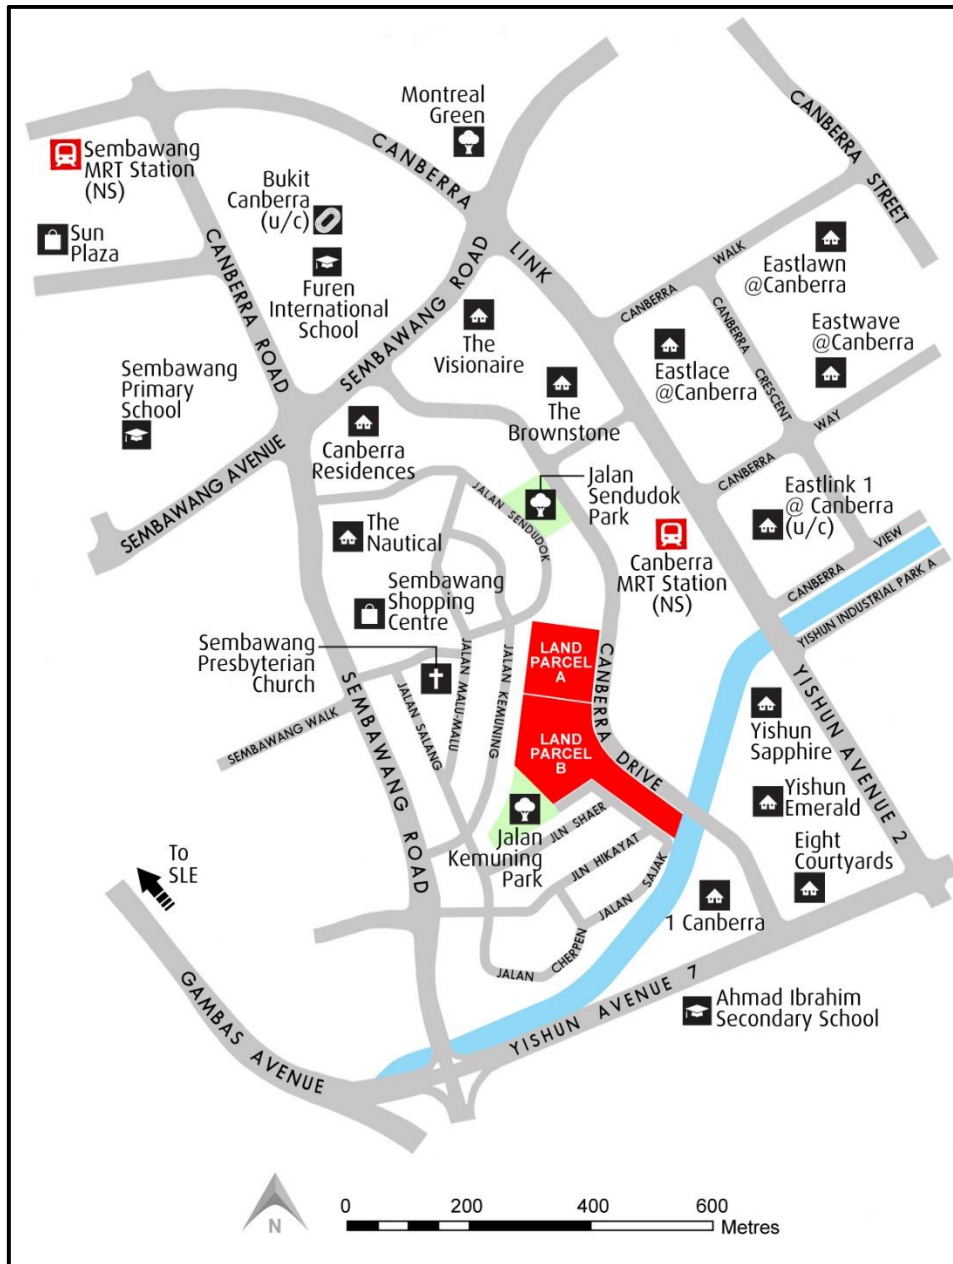 Montreal
Green
CANBERRA
LINK
CANBERRA
STREET
Sembawang
MRT Station
(NS)
Bukit
Canberra
(u/c)
Sun
Plaza
CANBERRA ROAD
Furen
International
School
SEMBAWANG ROAD
WALK
CANBERRA
Eastlawn
@Canberra
CANBERRA
CRESCENT
The
Visionaire
Eastwave
@Canberra
Eastlace
@Canberra
Sembawang
Primary
School
The
Brownstone
WAY
CANBERRA
Canberra
Residences
SEMBAWANG AVENUE
JALAN SENDUDOK
Jalan
Sendudok
Park
Eastlink 1
@ Canberra
(u/c)
The
Nautical
Canberra
MRT Station
(NS)
CANBERRA VIEW
YISHUN INDUSTRIAL PARK A
Sembawang
Shopping
Centre
Sembawang
Presbyterian
Church
LAND
PARCEL
A
JALAN SALANG
JALAN MALU-MALU
JALAN KEMUNING
CANBERRA DRIVE
SEMBAWANG WALK
SEMBAWANG ROAD
LAND
PARCEL
B
YISHUN AVENUE 2
Yishun
Sapphire
Yishun
Emerald
JLN SHAER
Jalan
Kemuning
Park
JLN HIKAYAT
Eight
Courtyards
To
SLE
JALAN SAJAK
1 Canberra
JALAN CHERPEN
GAMBAS AVENUE
YISHUN AVENUE 7
Ahmad Ibrahim
Secondary School
N
0 200 400 600
Metres